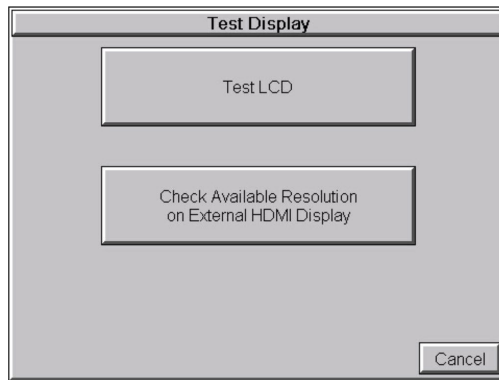 Test Display
Test LCD
Check Available Resolution
on External HDMI Display
Cancel